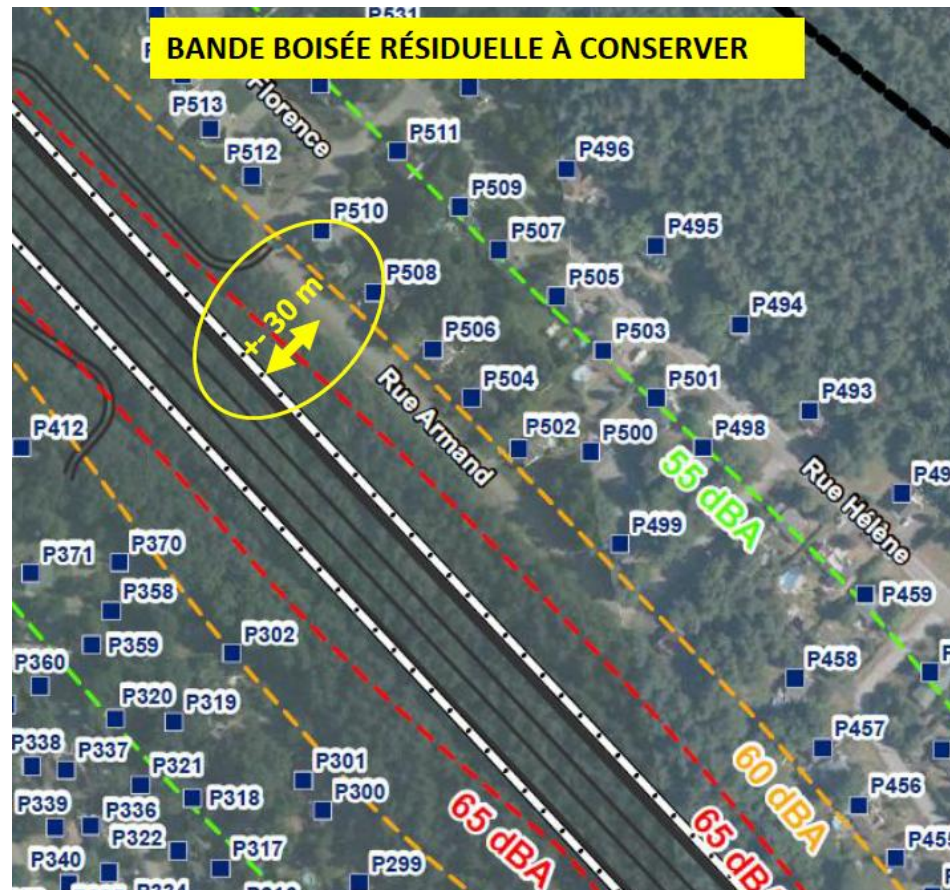 P531
BANDE BOISÉE RÉSIDUELLE À CONSERVER
Florence
P513
P511
P512
P496
P509
P510
P507
P495
P508
P505
+- 30 m
P494
P506
P503
P504
Rue Armand
P501
P493
P412
P502
P500
P498
55 dBA
Rue Hélène
P499
P371
P370
P459
P358
P359
P302
P458
P360
P320
P319
P457
P338
P337
P321
P301
60 dBA
P339
P336
P318
P300
P456
65 dBA
65 dBA
P322
P340
P317
P299